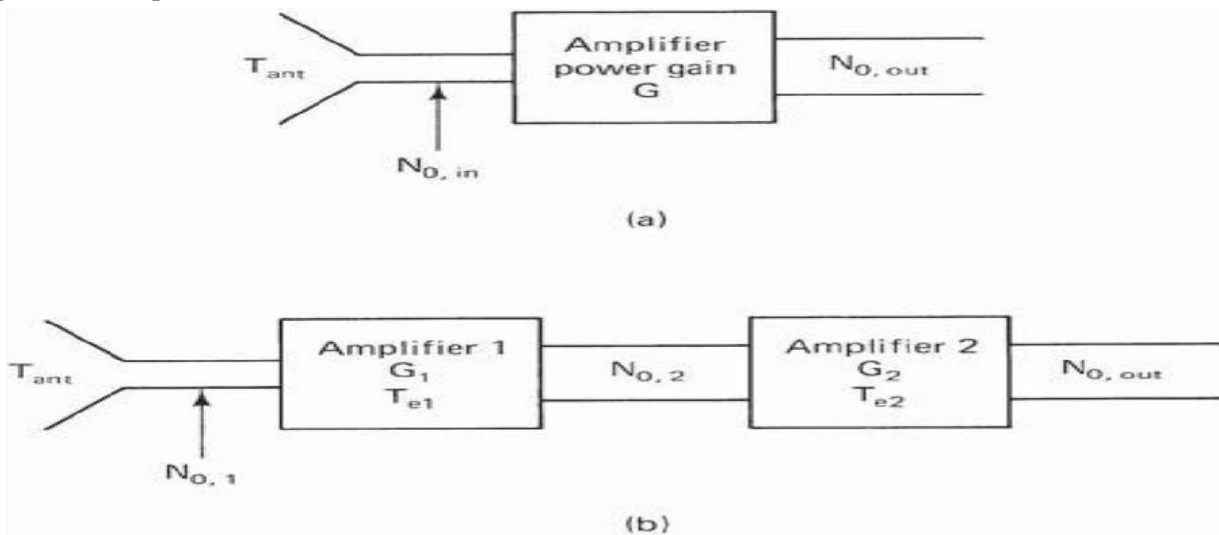 Amplifier
power gain
G
T_ant
N_0, out
N_0, in
(a)
Amplifier 1
G_1
T_e1
Amplifier 2
G_2
T_e2
T_ant
N_0, 2
N_0, out
N_0, 1
(b)